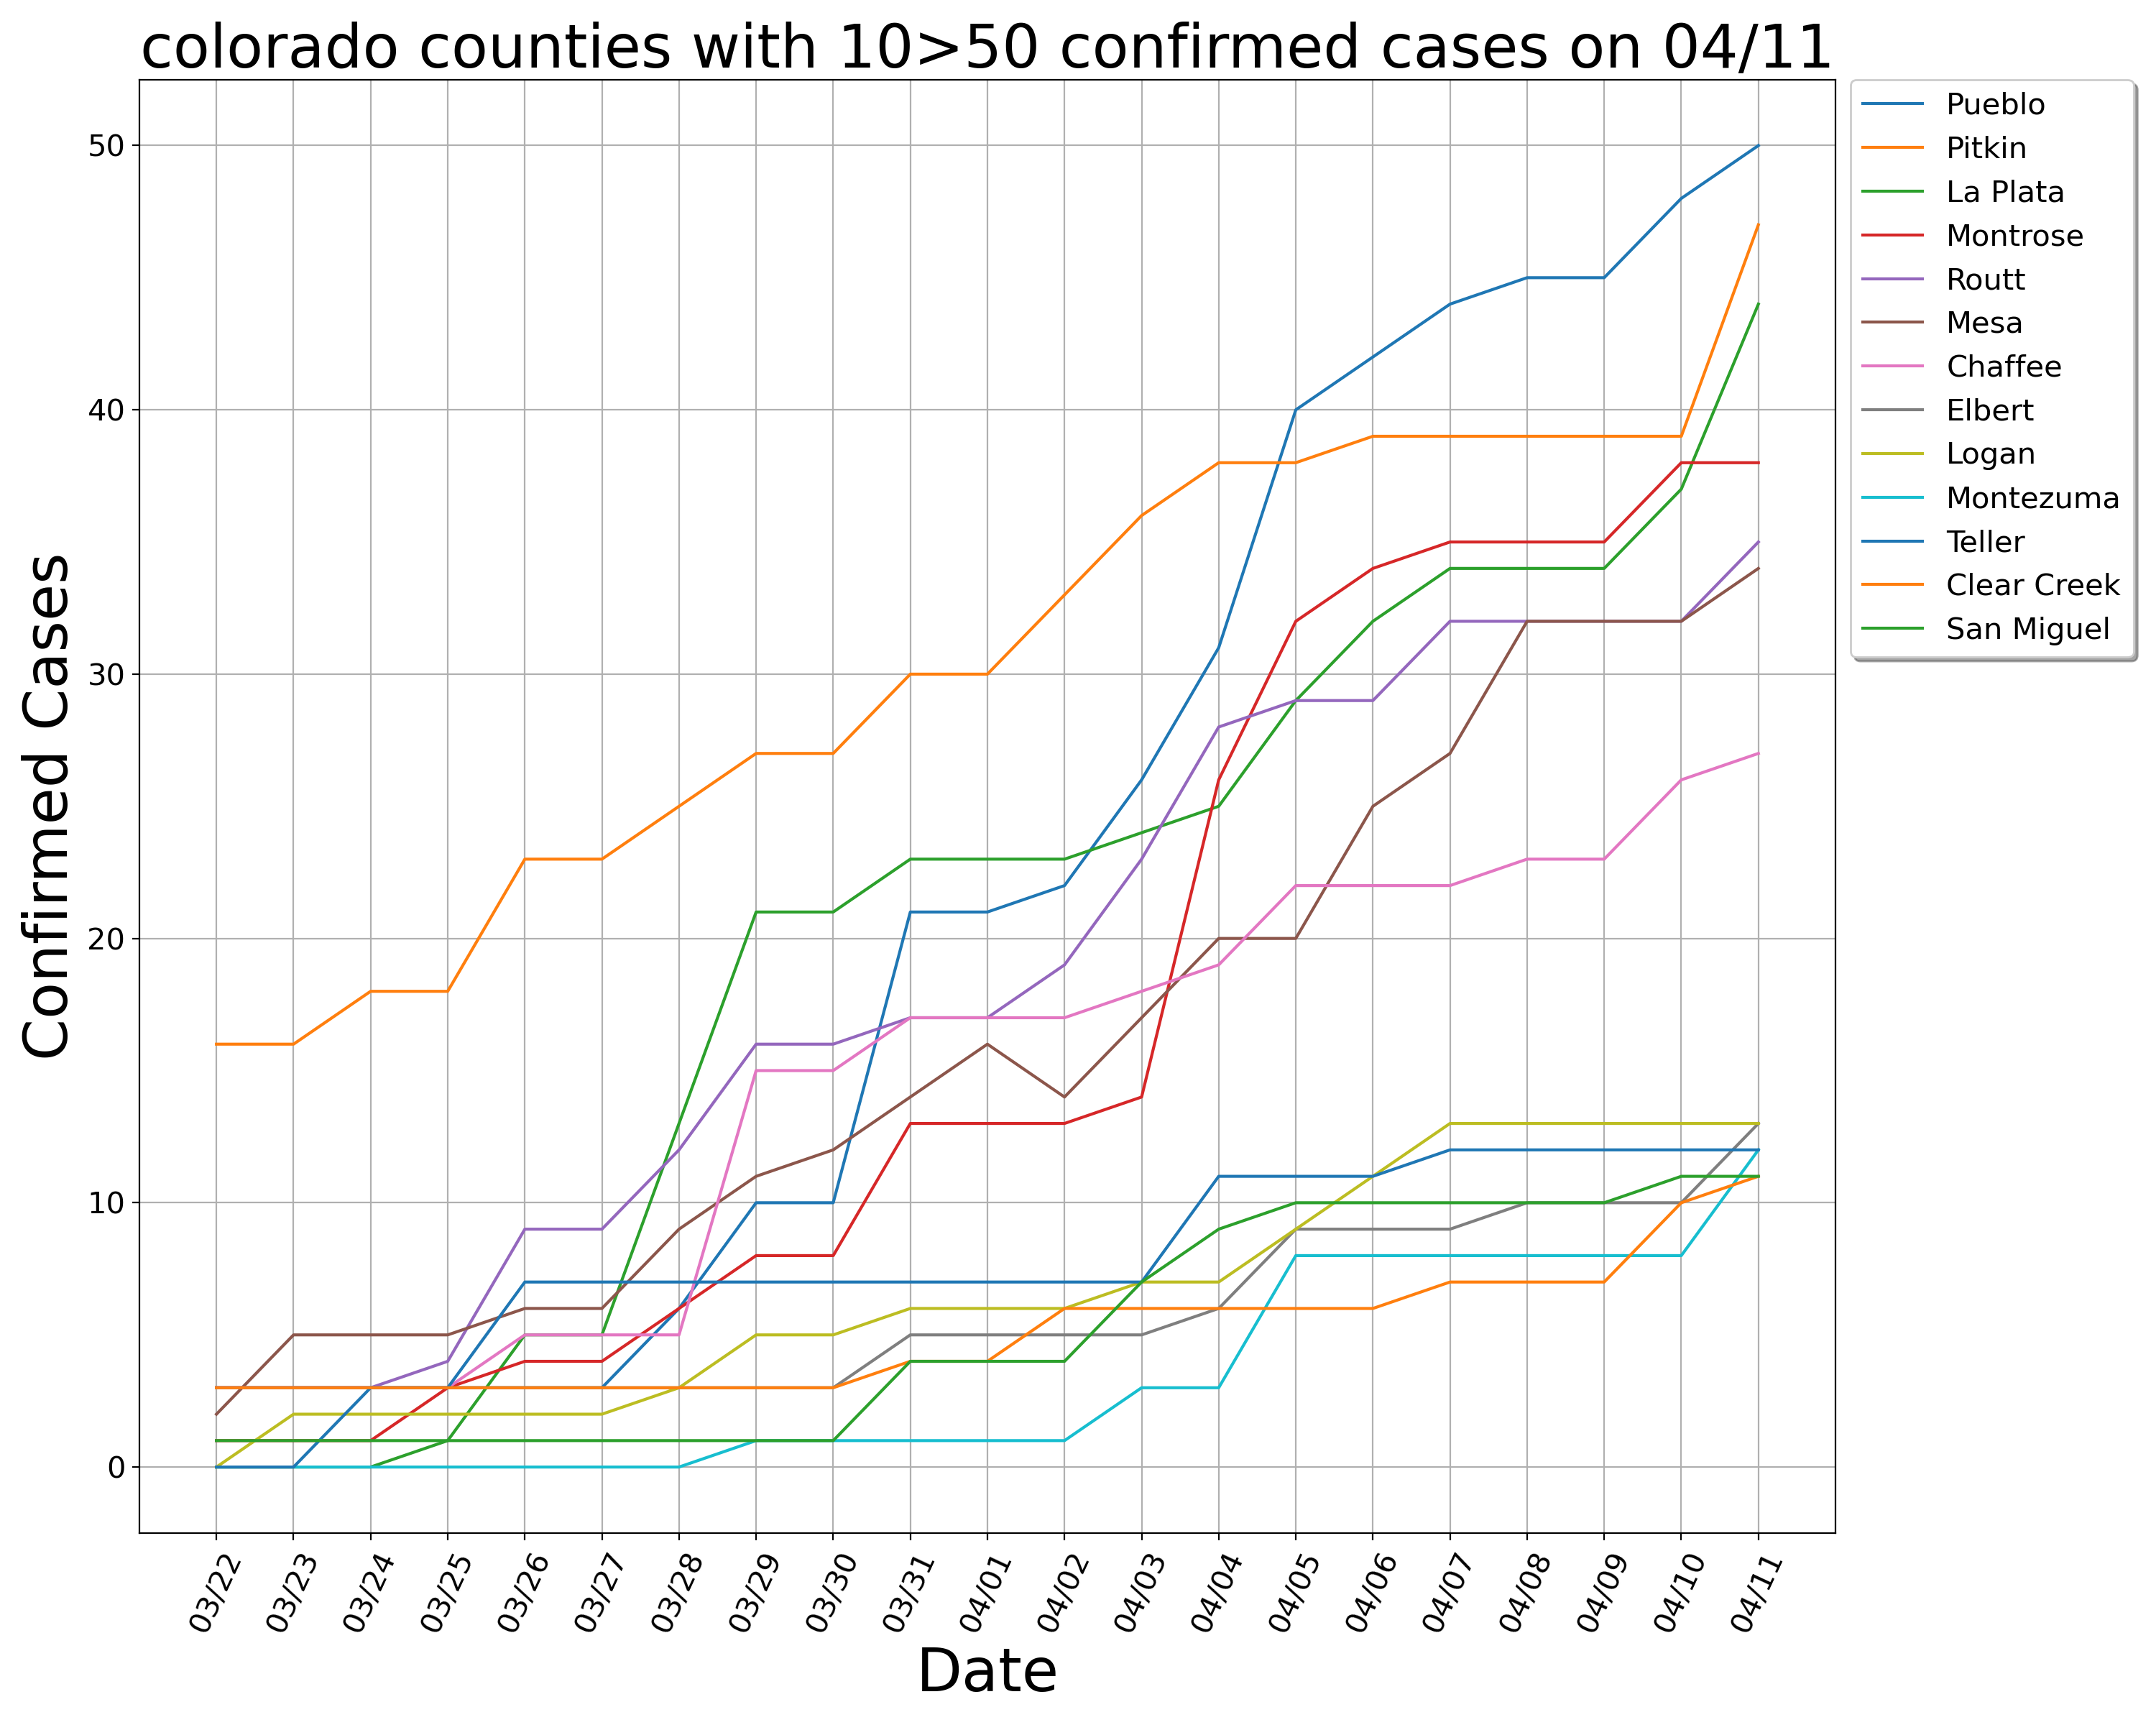 colorado counties with 10>50 confirmed cases on 04/11
Confirmed Cases
50
40
30
20
10
0
03/22
03/23
03/24
03/25
03/26
03/27
03/28
03/29
03/30
03/31
04/01
04/02
04/03
04/04
04/05
04/06
04/07
04/08
04/09
04/10
04/11
Date
Pueblo
Pitkin
La Plata
Montrose
Routt
Mesa
Chaffee
Elbert
Logan
Montezuma
Teller
Clear Creek
San Miguel